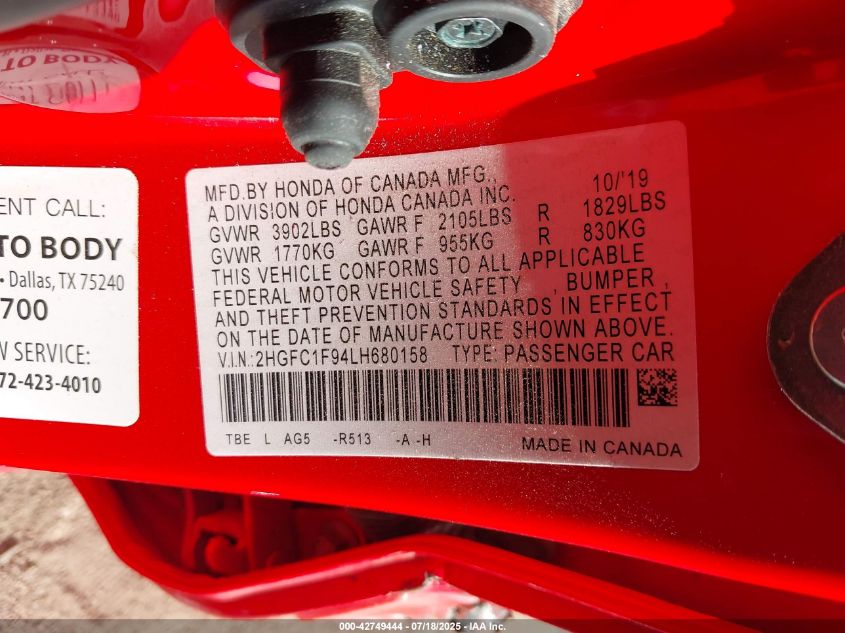 TO BODY
ENT CALL:
TO BODY
• Dallas, TX 75240
700
W SERVICE:
72-423-4010
MFD.BY HONDA OF CANADA MFG., 10/'19
A DIVISION OF HONDA CANADA INC.
GVWR 3902LBS GAWR F 2105LBS R 1829LBS
GVWR 1770KG GAWR F 955KG R 830KG
THIS VEHICLE CONFORMS TO ALL APPLICABLE
FEDERAL MOTOR VEHICLE SAFETY , BUMPER ,
AND THEFT PREVENTION STANDARDS IN EFFECT
ON THE DATE OF MANUFACTURE SHOWN ABOVE.
V.I.N.:2HGFC1F94LH680158 TYPE: PASSENGER CAR
TBE L AG5 -R513 -A -H MADE IN CANADA
000-42749444 - 07/18/2025 - IAA Inc.